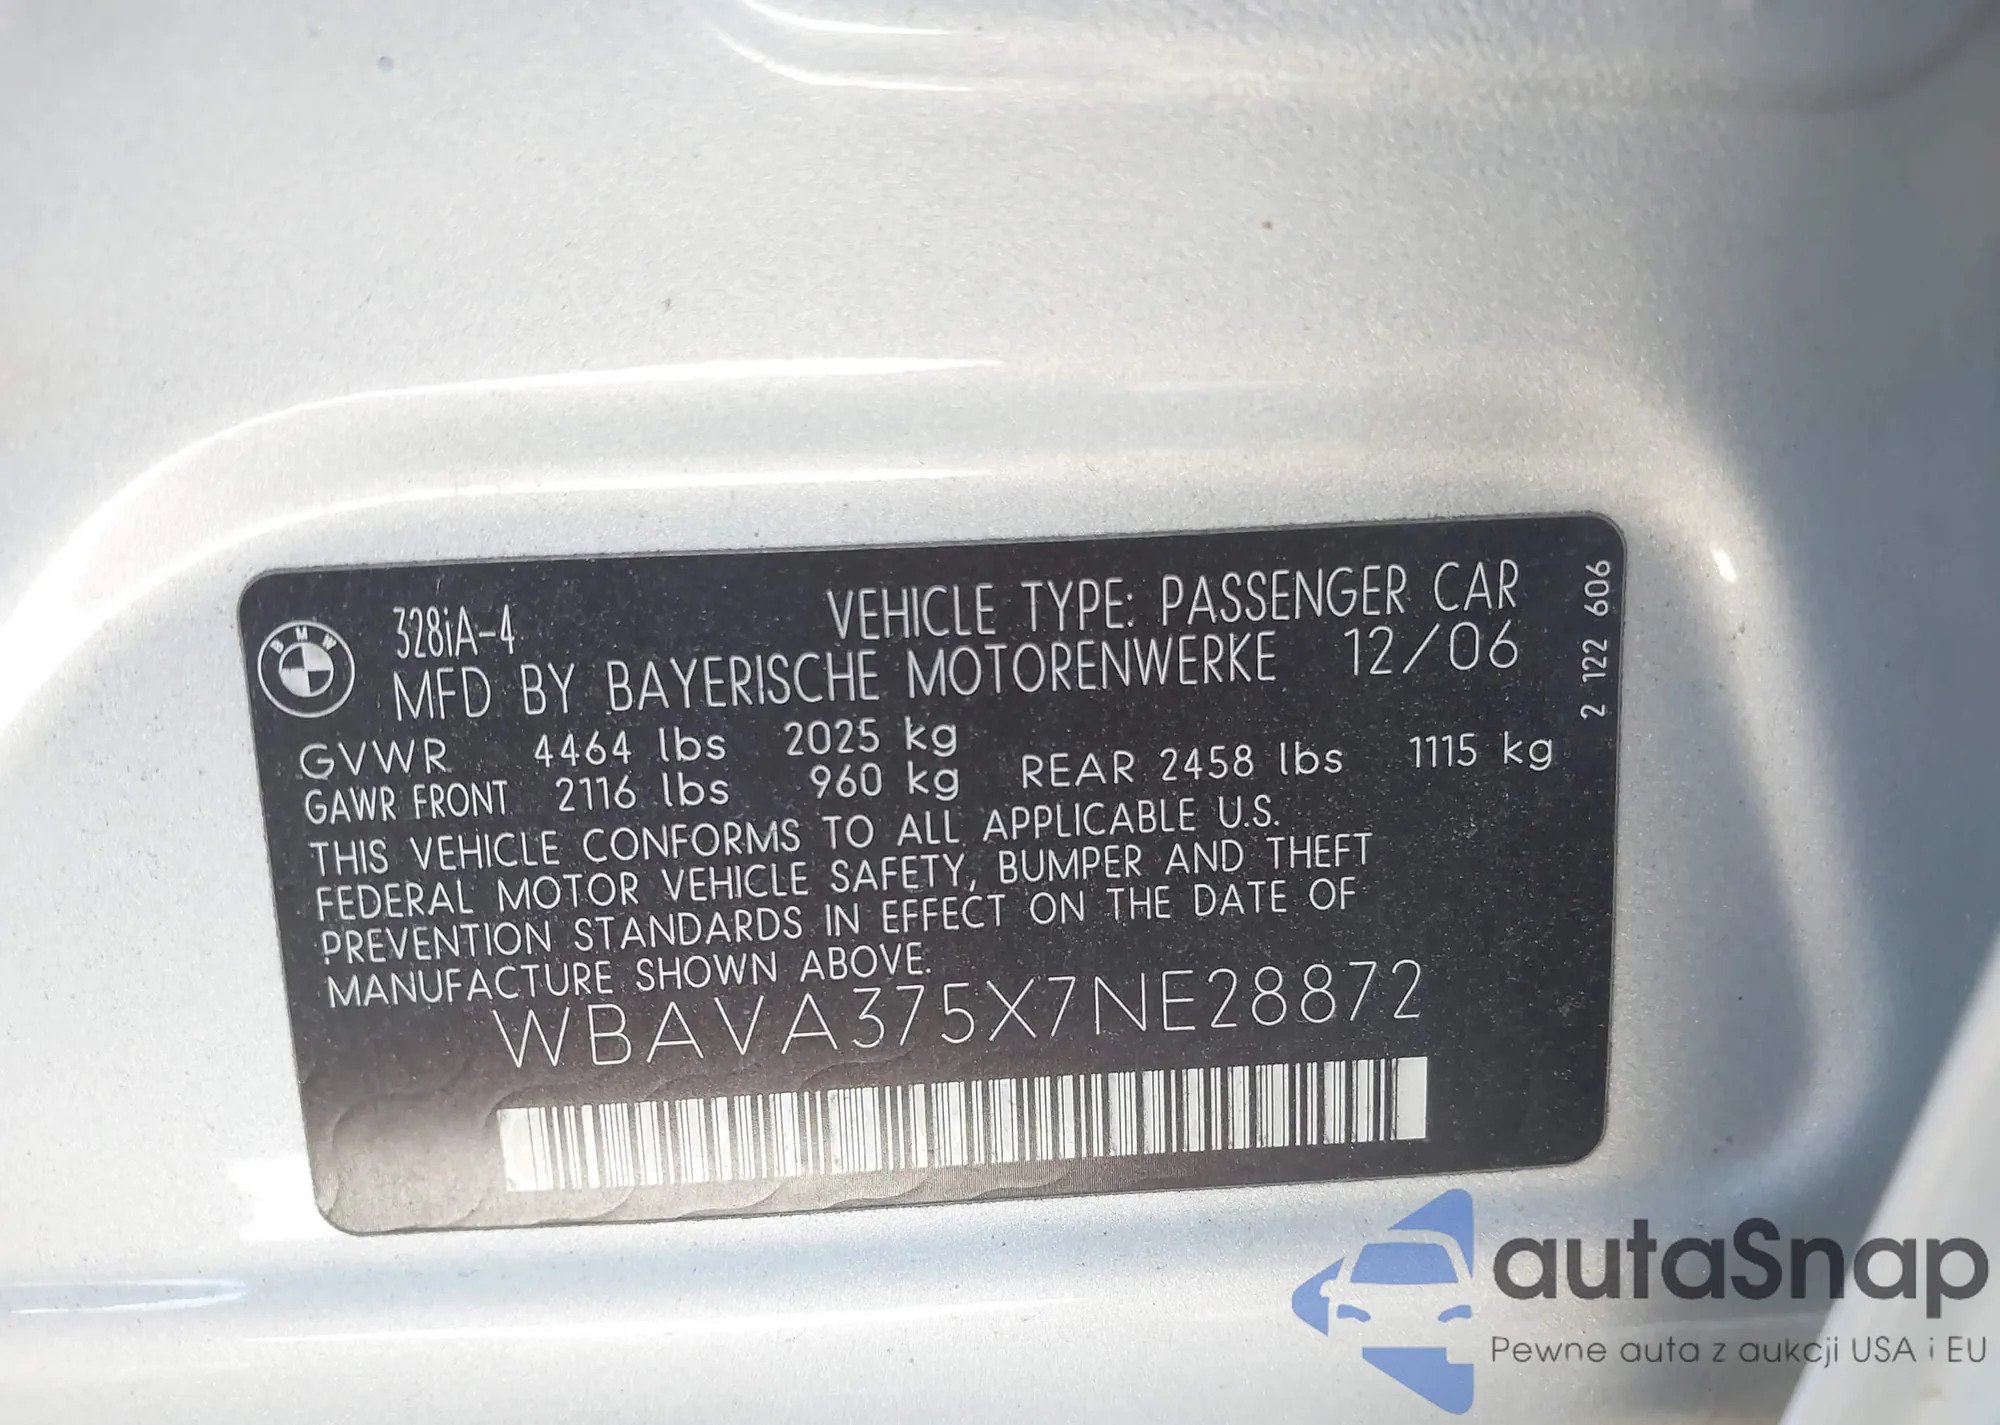 BMW
328iA-4
VEHICLE TYPE: PASSENGER CAR
MFD BY BAYERISCHE MOTORENWERKE 12/06
GVWR 4464 lbs 2025 kg
GAWR FRONT 2116 lbs 960 kg REAR 2458 lbs 1115 kg
THIS VEHICLE CONFORMS TO ALL APPLICABLE U.S.
FEDERAL MOTOR VEHICLE SAFETY, BUMPER AND THEFT
PREVENTION STANDARDS IN EFFECT ON THE DATE OF
MANUFACTURE SHOWN ABOVE.
WBAVA375X7NE28872
2 122 606
autaSnap
Pewne auta z aukcji USA i EU